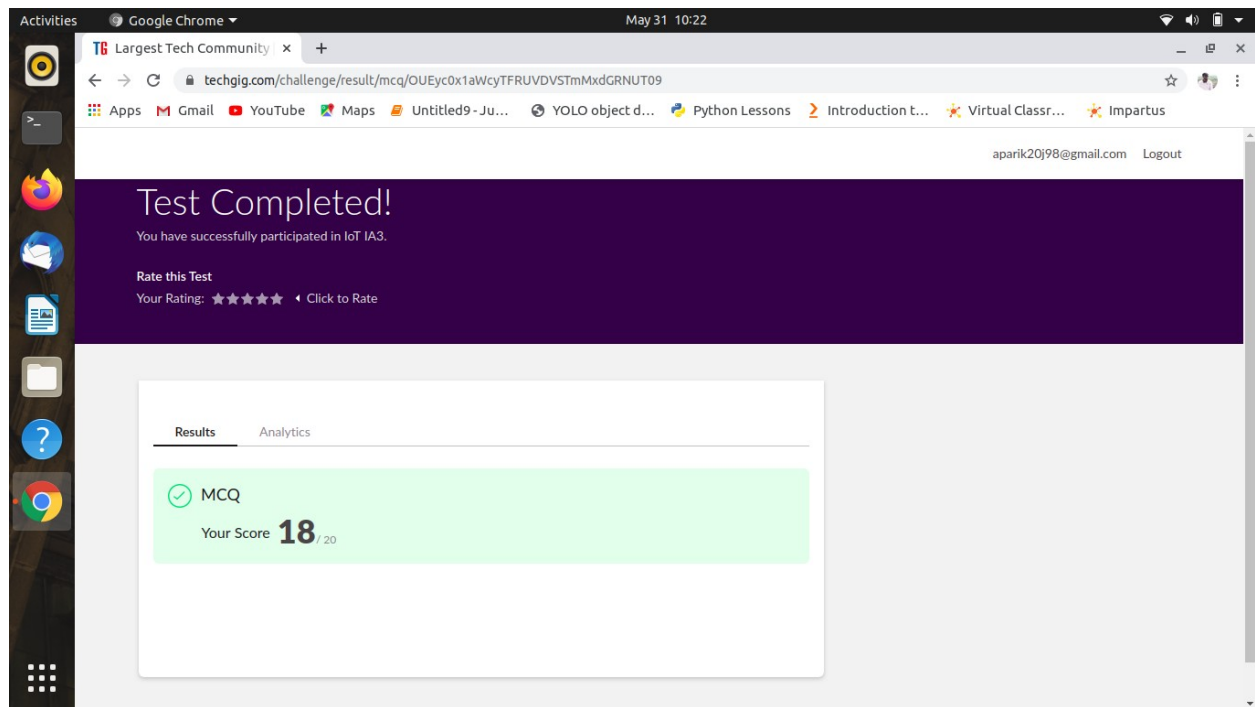 Activities Google Chrome May 31 10:22
TG Largest Tech Community
techgig.com/challenge/result/mcq/OUEyc0x1aWcyTFRUVDVSTmMxdGRNUT09
Apps Gmail YouTube Maps Untitled9 - Ju... YOLO object d... Python Lessons Introduction t... Virtual Classr... Impartus
aparik20j98@gmail.com Logout
Test Completed!
You have successfully participated in IoT IA3.
Rate this Test
Your Rating: Click to Rate
Results Analytics
MCQ
Your Score 18 / 20